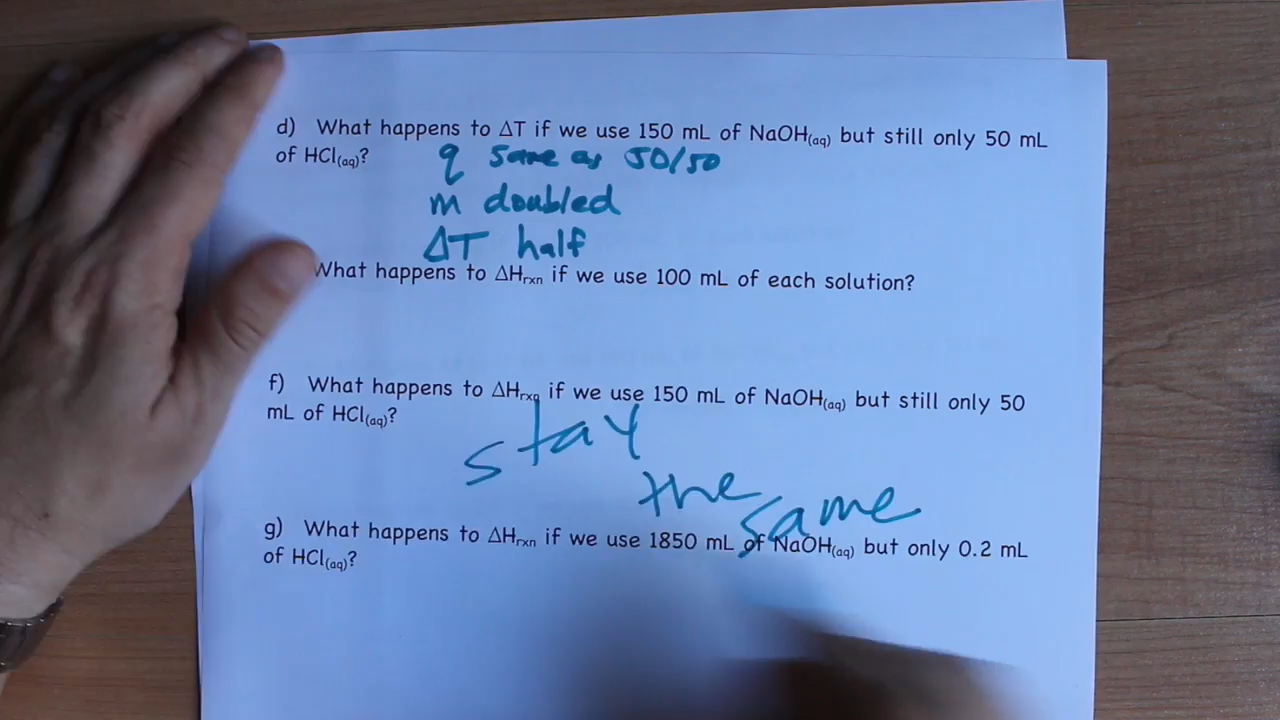 d) What happens to ΔT if we use 150 mL of NaOH(aq) but still only 50 mL
of HCl(aq)?
q same as 50/50
m doubled
ΔT half
What happens to ΔHrxn if we use 100 mL of each solution?
f) What happens to ΔHrxn if we use 150 mL of NaOH(aq) but still only 50
mL of HCl(aq)?
stay
the same
g) What happens to ΔHrxn if we use 1850 mL of NaOH(aq) but only 0.2 mL
of HCl(aq)?